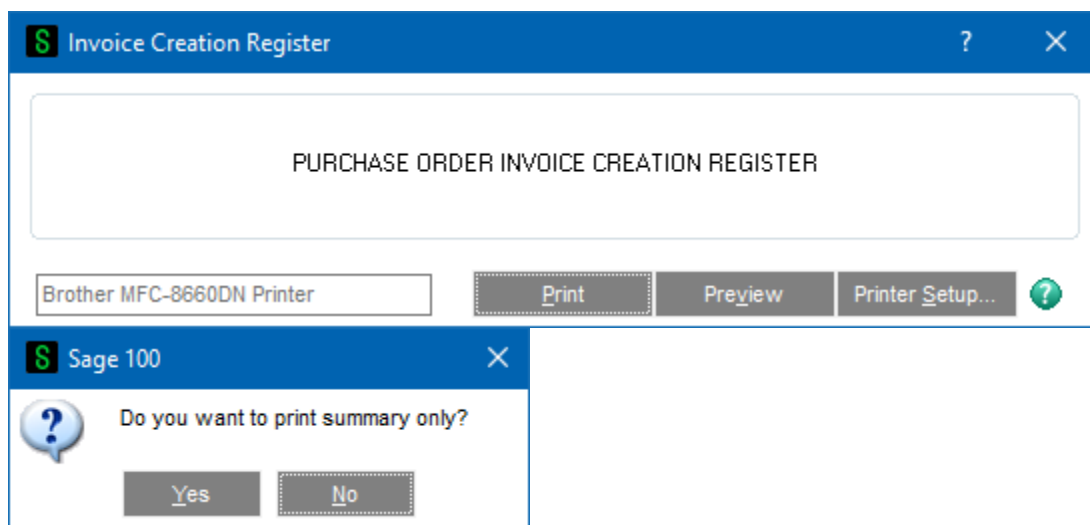 S Invoice Creation Register ? ×
PURCHASE ORDER INVOICE CREATION REGISTER
Brother MFC-8660DN Printer Print Preview Printer Setup... ?
S Sage 100 ×
? Do you want to print summary only?
Yes No